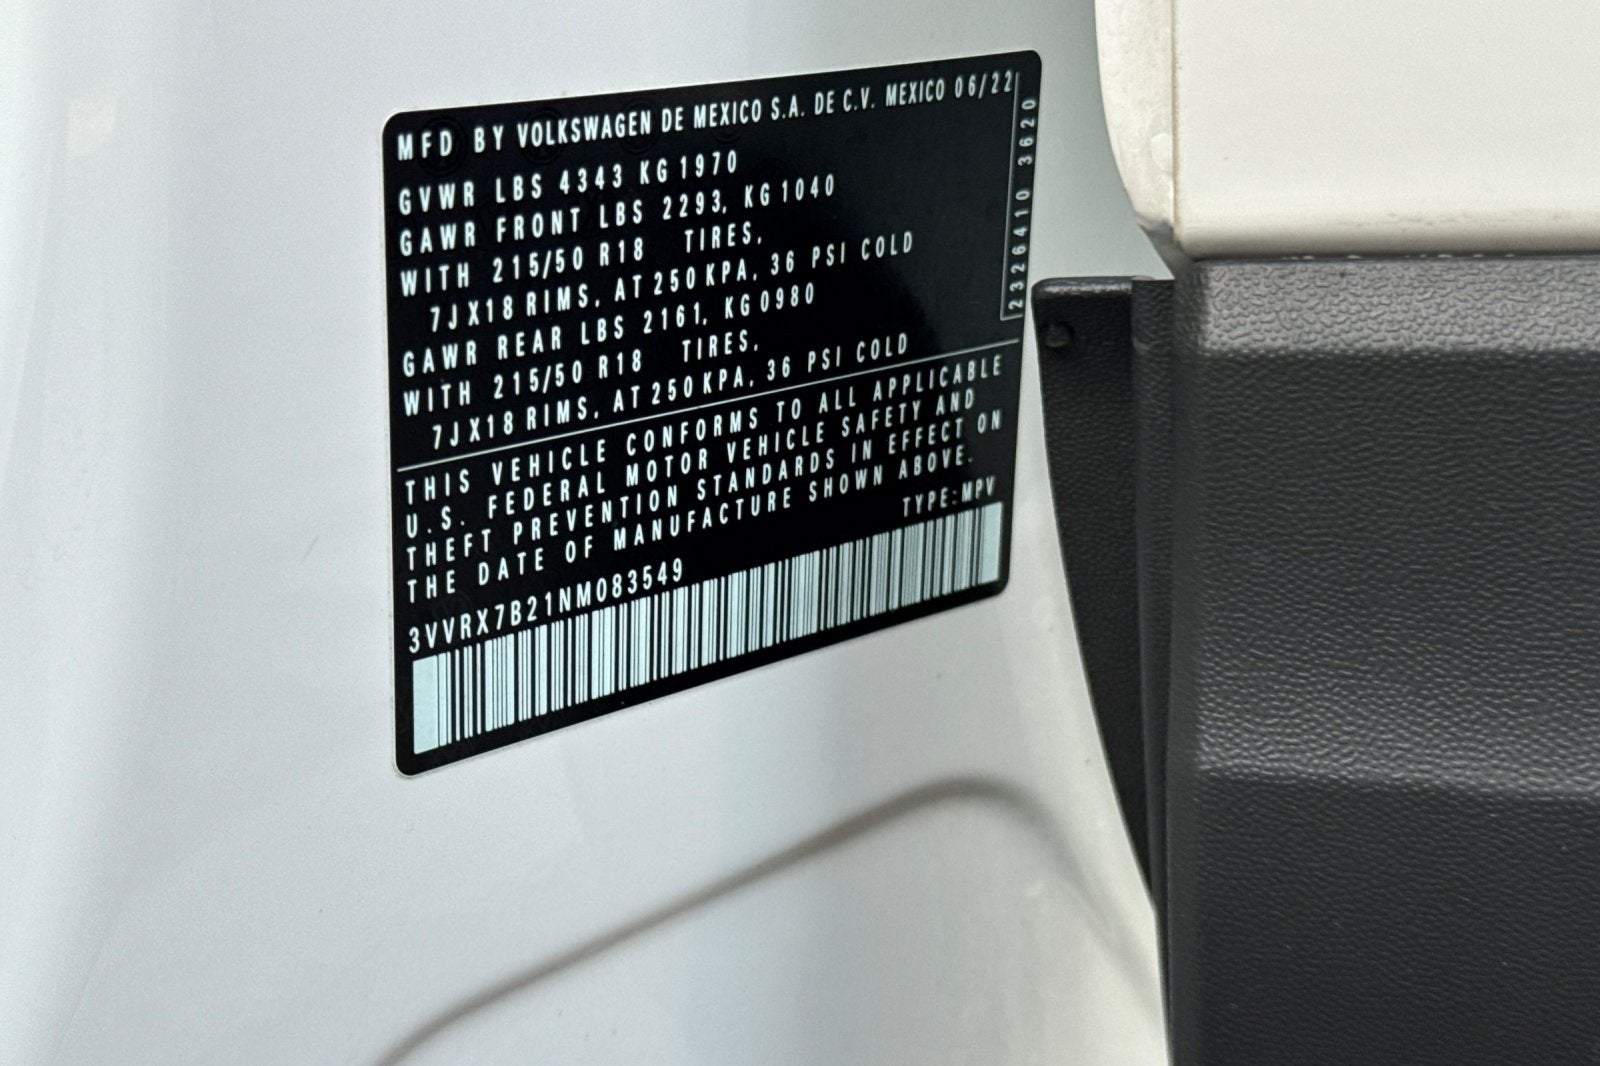 MFD BY VOLKSWAGEN DE MEXICO S.A. DE C.V. MEXICO 06/22
GVWR LBS 4343 KG 1970
GAWR FRONT LBS 2293, KG 1040
WITH 215/50 R18 TIRES,
7J X18 RIMS, AT 250 KPA, 36 PSI COLD
GAWR REAR LBS 2161, KG 0980
WITH 215/50 R18 TIRES,
7J X18 RIMS, AT 250 KPA, 36 PSI COLD
THIS VEHICLE CONFORMS TO ALL APPLICABLE
U.S. FEDERAL MOTOR VEHICLE SAFETY AND
THEFT PREVENTION STANDARDS IN EFFECT ON
THE DATE OF MANUFACTURE SHOWN ABOVE.
TYPE:MPV
3VVRX7B21NM083549
2326410 3620